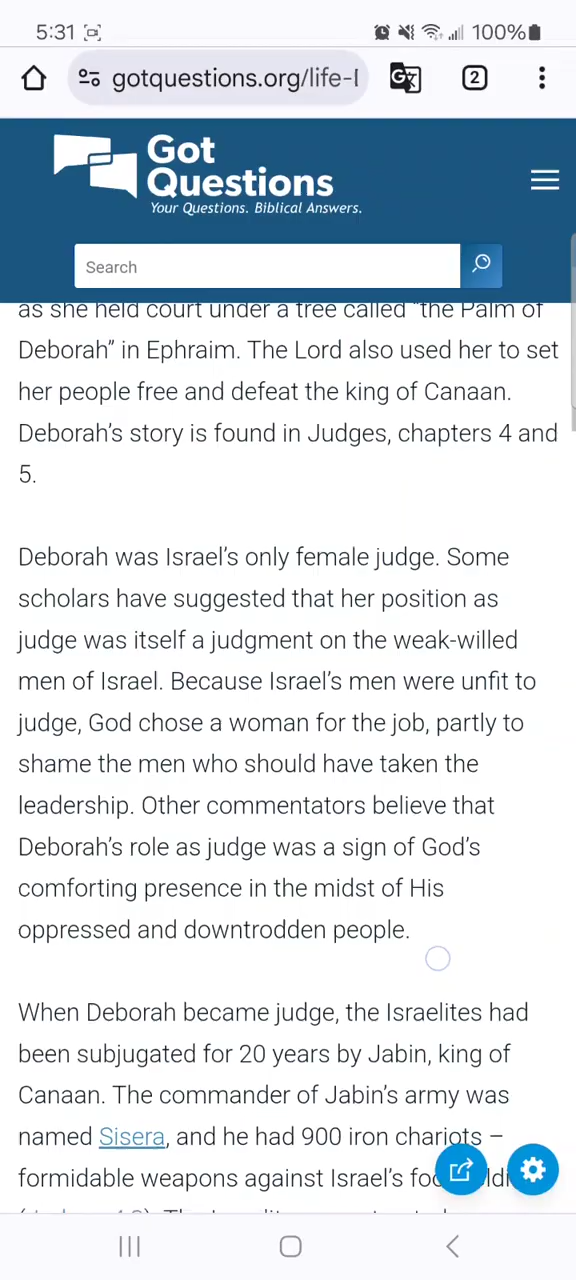 5:31
100%
gotquestions.org/life-
2
Got
Questions
Your Questions. Biblical Answers.
Search
as she held court under a tree called "the Palm of
Deborah” in Ephraim. The Lord also used her to set
her people free and defeat the king of Canaan.
Deborah’s story is found in Judges, chapters 4 and
5.
Deborah was Israel’s only female judge. Some
scholars have suggested that her position as
judge was itself a judgment on the weak-willed
men of Israel. Because Israel’s men were unfit to
judge, God chose a woman for the job, partly to
shame the men who should have taken the
leadership. Other commentators believe that
Deborah’s role as judge was a sign of God’s
comforting presence in the midst of His
oppressed and downtrodden people.
When Deborah became judge, the Israelites had
been subjugated for 20 years by Jabin, king of
Canaan. The commander of Jabin’s army was
named Sisera, and he had 900 iron chariots –
formidable weapons against Israel’s